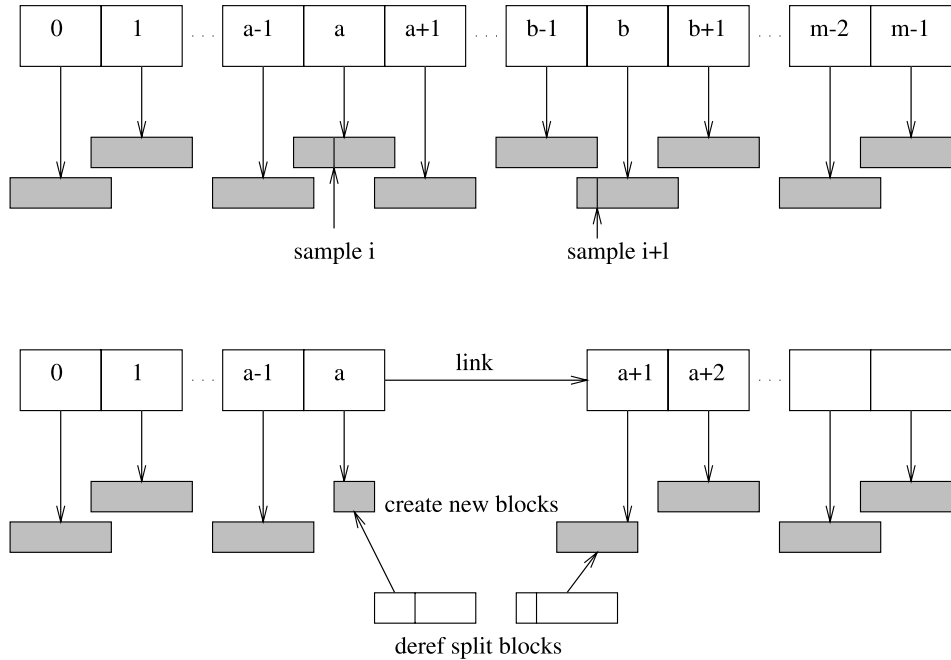 0 1 . . . a-1 a a+1 . . . b-1 b b+1 . . . m-2 m-1
sample i
sample i+l
0 1 . . . a-1 a link a+1 a+2 . . .
create new blocks
deref split blocks